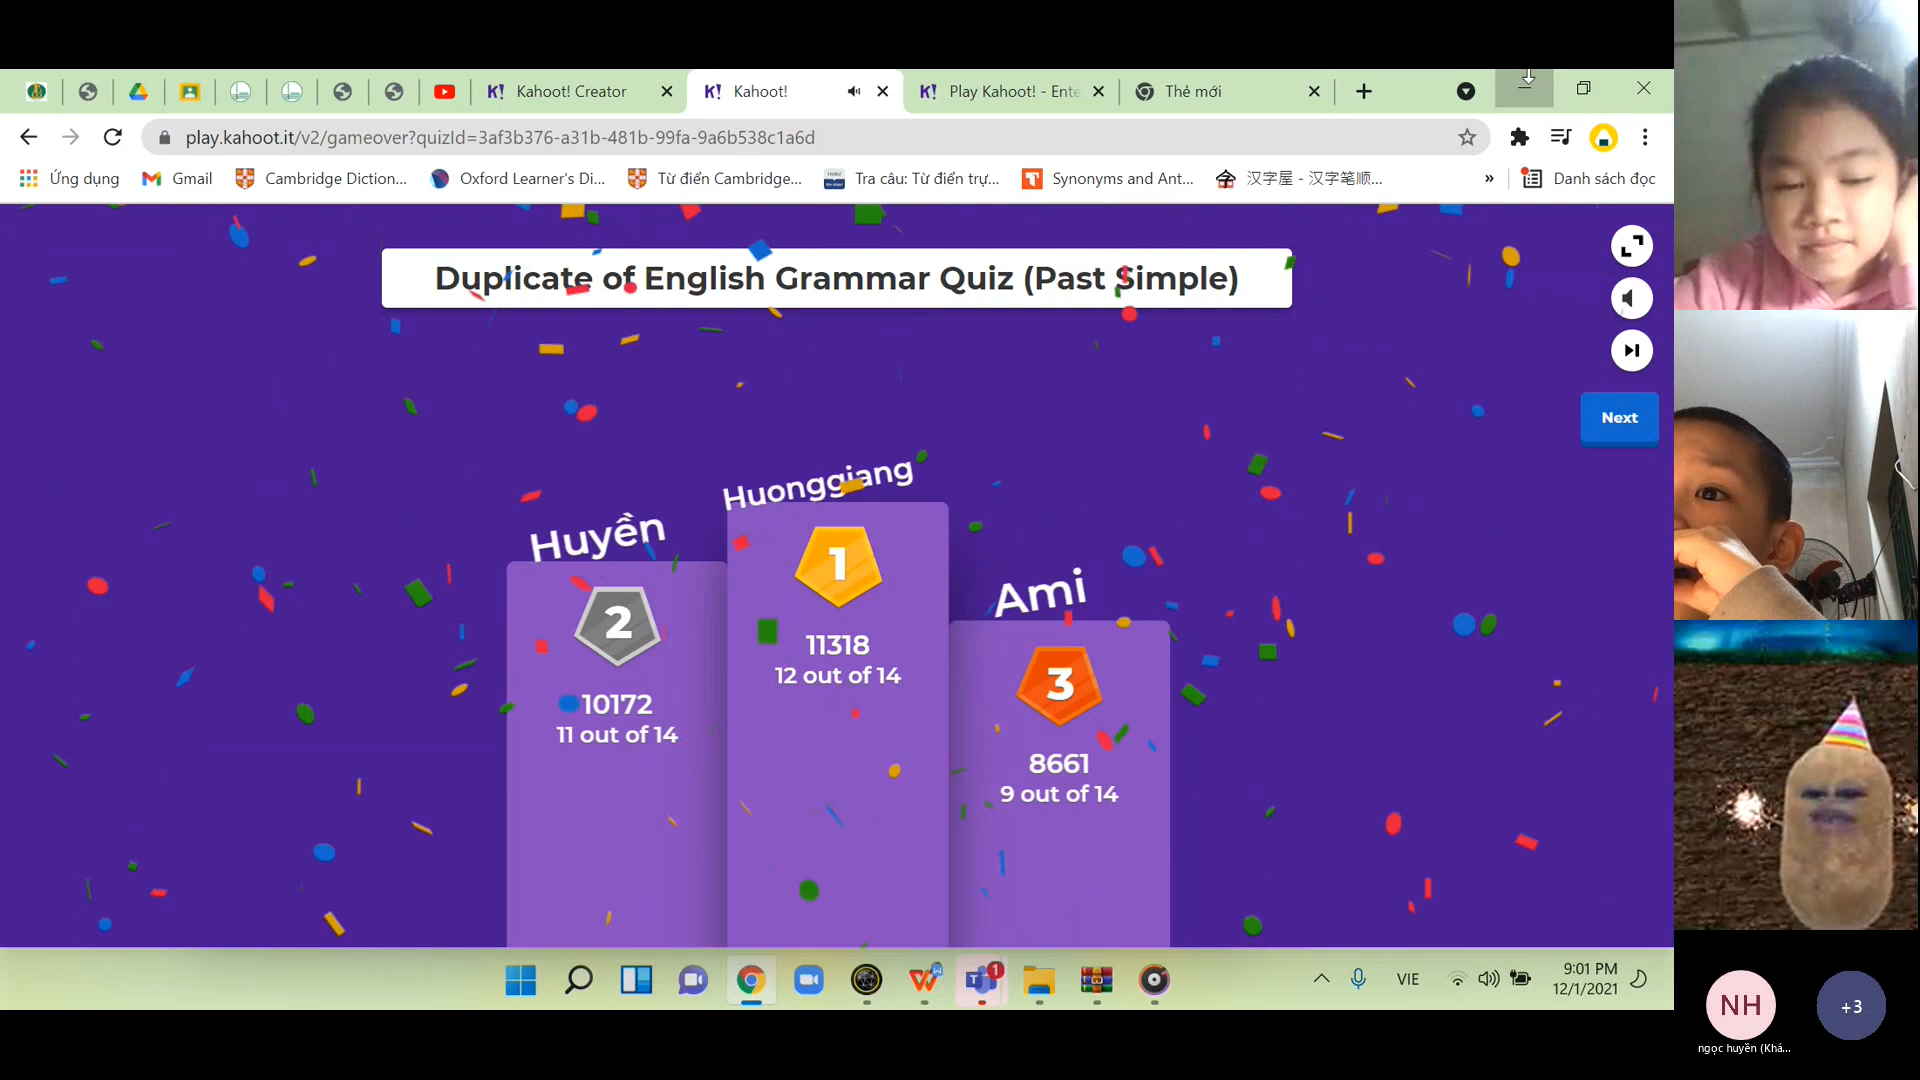 Kahoot! Creator
Kahoot!
Play Kahoot! - Ente
Thẻ mới
play.kahoot.it/v2/gameover?quizId=3af3b376-a31b-481b-99fa-9a6b538c1a6d
Ứng dụng
Gmail
Cambridge Diction...
Oxford Learner's Di...
Từ điển Cambridge...
Tra câu: Từ điển trự...
Synonyms and Ant...
汉字屋 - 汉字笔顺...
»
Danh sách đọc
Duplicate of English Grammar Quiz (Past Simple)
Next
Huonggiang
1
11318
12 out of 14
Huyền
2
10172
11 out of 14
Ami
3
8661
9 out of 14
1
VIE
9:01 PM
12/1/2021
NH
+3
ngọc huyền (Khá...